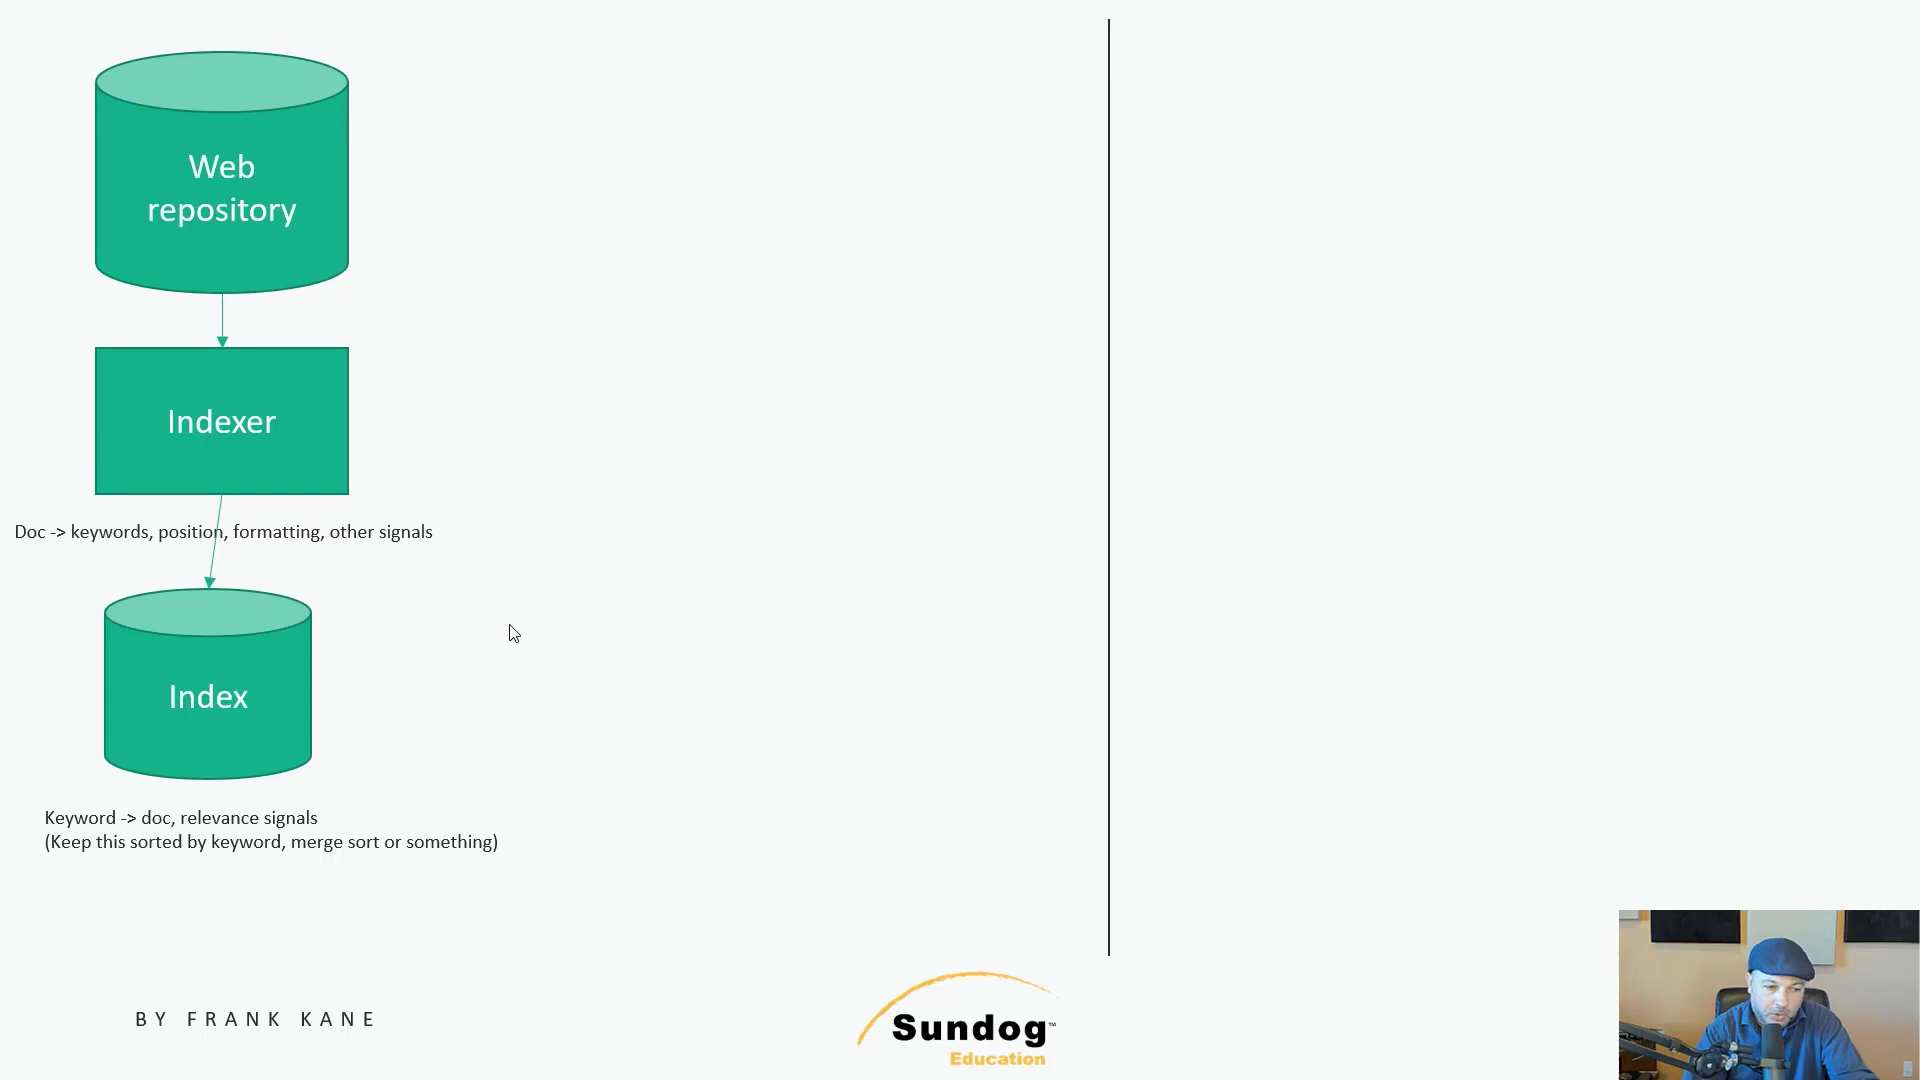 Web
repository
Indexer
Doc -> keywords, position, formatting, other signals
Index
Keyword -> doc, relevance signals
(Keep this sorted by keyword, merge sort or something)
BY FRANK KANE
Sundog™
Education